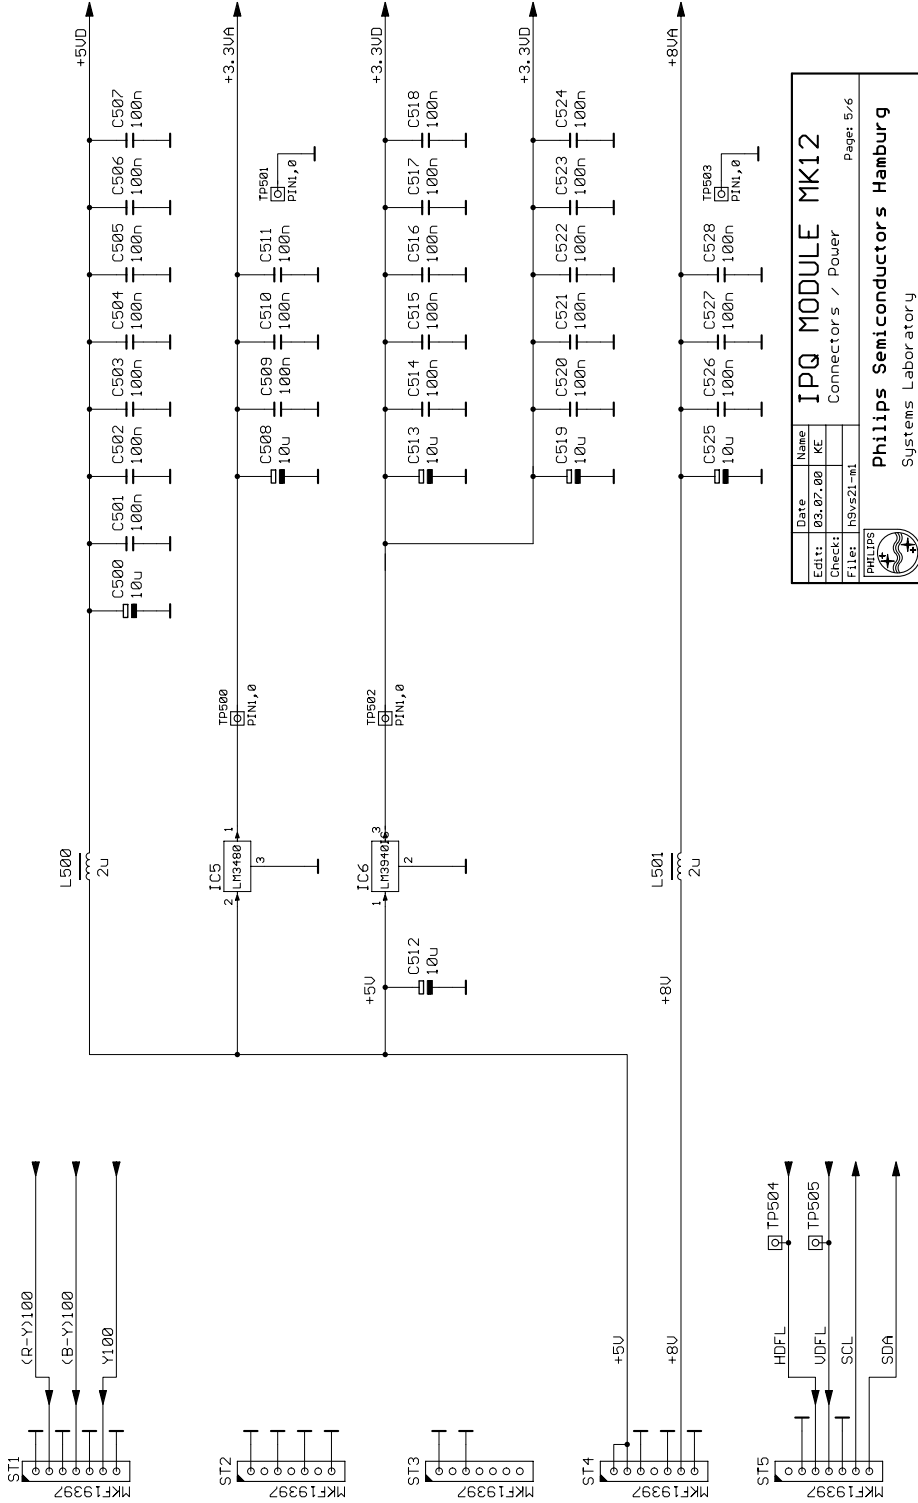 +5VD
C507
100n
C506
100n
C505
100n
C504
100n
C503
100n
C502
100n
C501
100n
C500
10u
L500
2u
+3.3VA
TP501
PIN1,0
C511
100n
C510
100n
C509
100n
C508
10u
TP500
PIN1,0
IC5
LM3480
1
2
3
+3.3VD
C518
100n
C517
100n
C516
100n
C515
100n
C514
100n
C513
10u
TP502
PIN1,0
IC6
3
1
2
+5V
C512
10u
+3.3VD
C524
100n
C523
100n
C522
100n
C521
100n
C520
100n
C519
10u
+8VA
TP503
PIN1,0
C528
100n
C527
100n
C526
100n
C525
10u
L501
2u
+8V
ST1
MKF19397
(R-Y)100
(B-Y)100
Y100
ST2
MKF19397
ST3
MKF19397
ST4
MKF19397
+5V
+8V
ST5
MKF19397
HDFL
VDFL
SCL
SDA
TP504
TP505
Date
Name
Edit:
03.07.00
KE
Check:
File:
h9vs21-m1
IPQ MODULE MK12
Connectors / Power
Page: 5/6
PHILIPS
Philips Semiconductors Hamburg
Systems Laboratory